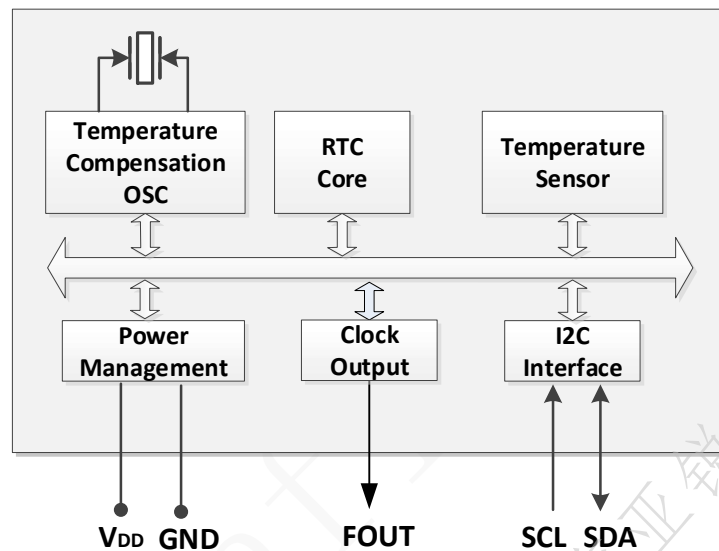 Temperature
Compensation
OSC
RTC
Core
Temperature
Sensor
Power
Management
Clock
Output
I2C
Interface
VDD GND FOUT SCL SDA